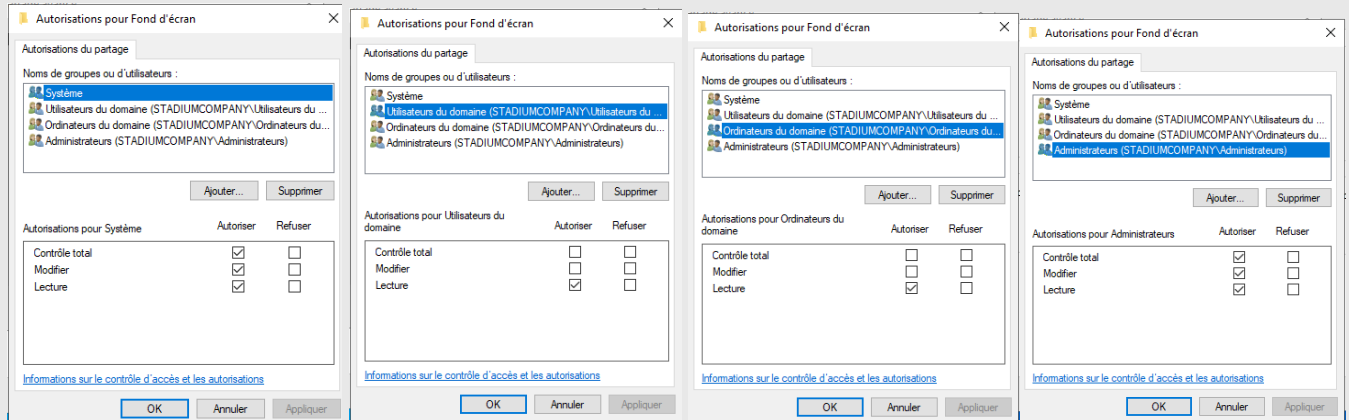 Autorisations pour Fond d'écran
Autorisations du partage
Noms de groupes ou d'utilisateurs :
Système
Utilisateurs du domaine (STADIUMCOMPANY\Utilisateurs du ...
Ordinateurs du domaine (STADIUMCOMPANY\Ordinateurs du...
Administrateurs (STADIUMCOMPANY\Administrateurs)
Ajouter... Supprimer
Autorisations pour Système Autoriser Refuser
Contrôle total
Modifier
Lecture
Informations sur le contrôle d'accès et les autorisations
OK Annuler Appliquer
Autorisations pour Fond d'écran
Autorisations du partage
Noms de groupes ou d'utilisateurs :
Système
Utilisateurs du domaine (STADIUMCOMPANY\Utilisateurs du ...
Ordinateurs du domaine (STADIUMCOMPANY\Ordinateurs du...
Administrateurs (STADIUMCOMPANY\Administrateurs)
Ajouter... Supprimer
Autorisations pour Utilisateurs du
domaine Autoriser Refuser
Contrôle total
Modifier
Lecture
Informations sur le contrôle d'accès et les autorisations
OK Annuler Appliquer
Autorisations pour Fond d'écran
Autorisations du partage
Noms de groupes ou d'utilisateurs :
Système
Utilisateurs du domaine (STADIUMCOMPANY\Utilisateurs du ...
Ordinateurs du domaine (STADIUMCOMPANY\Ordinateurs du...
Administrateurs (STADIUMCOMPANY\Administrateurs)
Ajouter... Supprimer
Autorisations pour Ordinateurs du
domaine Autoriser Refuser
Contrôle total
Modifier
Lecture
Informations sur le contrôle d'accès et les autorisations
OK Annuler Appliquer
Autorisations pour Fond d'écran
Autorisations du partage
Noms de groupes ou d'utilisateurs :
Système
Utilisateurs du domaine (STADIUMCOMPANY\Utilisateurs du ...
Ordinateurs du domaine (STADIUMCOMPANY\Ordinateurs du...
Administrateurs (STADIUMCOMPANY\Administrateurs)
Ajouter... Supprimer
Autorisations pour Administrateurs Autoriser Refuser
Contrôle total
Modifier
Lecture
Informations sur le contrôle d'accès et les autorisations
OK Annuler Appliquer